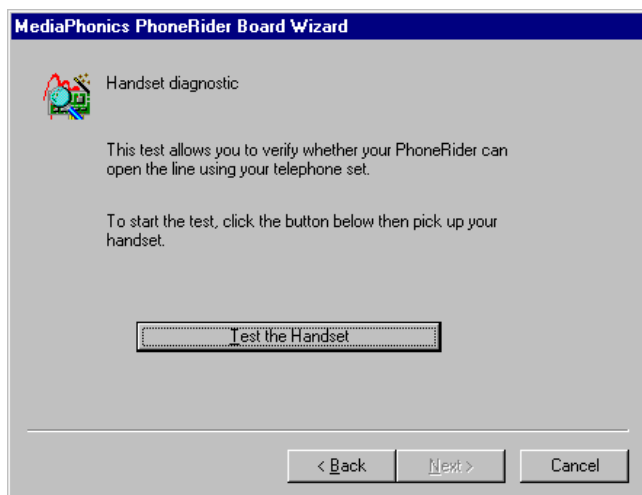 MediaPhonics PhoneRider Board Wizard
Handset diagnostic
This test allows you to verify whether your PhoneRider can
open the line using your telephone set.
To start the test, click the button below then pick up your
handset.
Test the Handset
< Back
Next >
Cancel